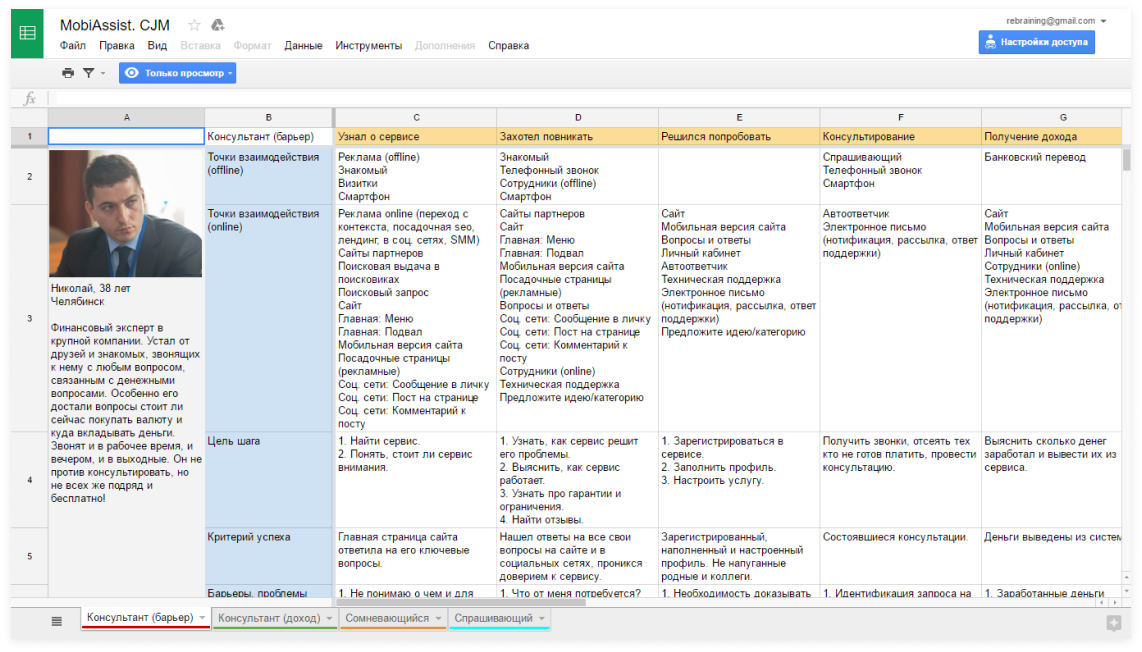 MobiAssist. CJM
rebraining@gmail.com
Файл Правка Вид Вставка Формат Данные Инструменты Дополнения Справка
Настройки доступа
Только просмотр
fx
A B C D E F G
1 Консультант (барьер) Узнал о сервисе Захотел повникать Решился попробовать Консультирование Получение дохода
2
Точки взаимодействия
(offline)
Реклама (offline)
Знакомый
Визитки
Смартфон
Знакомый
Телефонный звонок
Сотрудники (offline)
Смартфон
Спрашивающий
Телефонный звонок
Смартфон
Банковский перевод
Николай, 38 лет
Челябинск
Финансовый эксперт в
крупной компании. Устал от
друзей и знакомых, звонящих
к нему с любым вопросом,
связанным с денежными
вопросами. Особенно его
достали вопросы стоит ли
сейчас покупать валюту и
куда вкладывать деньги.
Звонят и в рабочее время, и
вечером, и в выходные. Он не
против консультировать, но
не всех же подряд и
бесплатно!
3
Точки взаимодействия
(online)
Реклама online (переход с
контекста, посадочная seo,
лендинг, в соц. сетях, SMM)
Сайты партнеров
Поисковая выдача в
поисковиках
Поисковый запрос
Сайт
Главная: Меню
Главная: Подвал
Мобильная версия сайта
Посадочные страницы
(рекламные)
Соц. сети: Сообщение в личку
Соц. сети: Пост на странице
Соц. сети: Комментарий к
посту
Сайты партнеров
Сайт
Главная: Меню
Главная: Подвал
Мобильная версия сайта
Посадочные страницы
(рекламные)
Вопросы и ответы
Соц. сети: Сообщение в личку
Соц. сети: Пост на странице
Соц. сети: Комментарий к
посту
Сотрудники (online)
Техническая поддержка
Предложите идею/категорию
Сайт
Мобильная версия сайта
Вопросы и ответы
Личный кабинет
Автоответчик
Техническая поддержка
Электронное письмо
(нотификация, рассылка, ответ
поддержки)
Предложите идею/категорию
Автоответчик
Электронное письмо
(нотификация, рассылка, ответ
поддержки)
Сайт
Мобильная версия сайта
Вопросы и ответы
Личный кабинет
Сотрудники (online)
Техническая поддержка
Электронное письмо
(нотификация, рассылка, от
поддержки)
4
Цель шага
1. Найти сервис.
2. Понять, стоит ли сервис
внимания.
1. Узнать, как сервис решит
его проблемы.
2. Выяснить, как сервис
работает.
3. Узнать про гарантии и
ограничения.
4. Найти отзывы.
1. Зарегистрироваться в
сервисе.
2. Заполнить профиль.
3. Настроить услугу.
Получить звонки, отсеять тех
кто не готов платить, провести
консультацию.
Выяснить сколько денег
заработал и вывести их из
сервиса.
5
Критерий успеха
Главная страница сайта
ответила на его ключевые
вопросы.
Нашел ответы на все свои
вопросы на сайте и в
социальных сетях, проникся
доверием к сервису.
Зарегистрированный,
наполненный и настроенный
профиль. Не напуганные
родные и коллеги.
Состоявшиеся консультации.
Деньги выведены из систем
Барьеры, проблемы
1. Не понимаю о чем и для
1. Что от меня потребуется?
1. Необходимость доказывать
1. Идентификация запроса на
1. Заработанные деньги
Консультант (барьер) Консультант (доход) Сомневающийся Спрашивающий